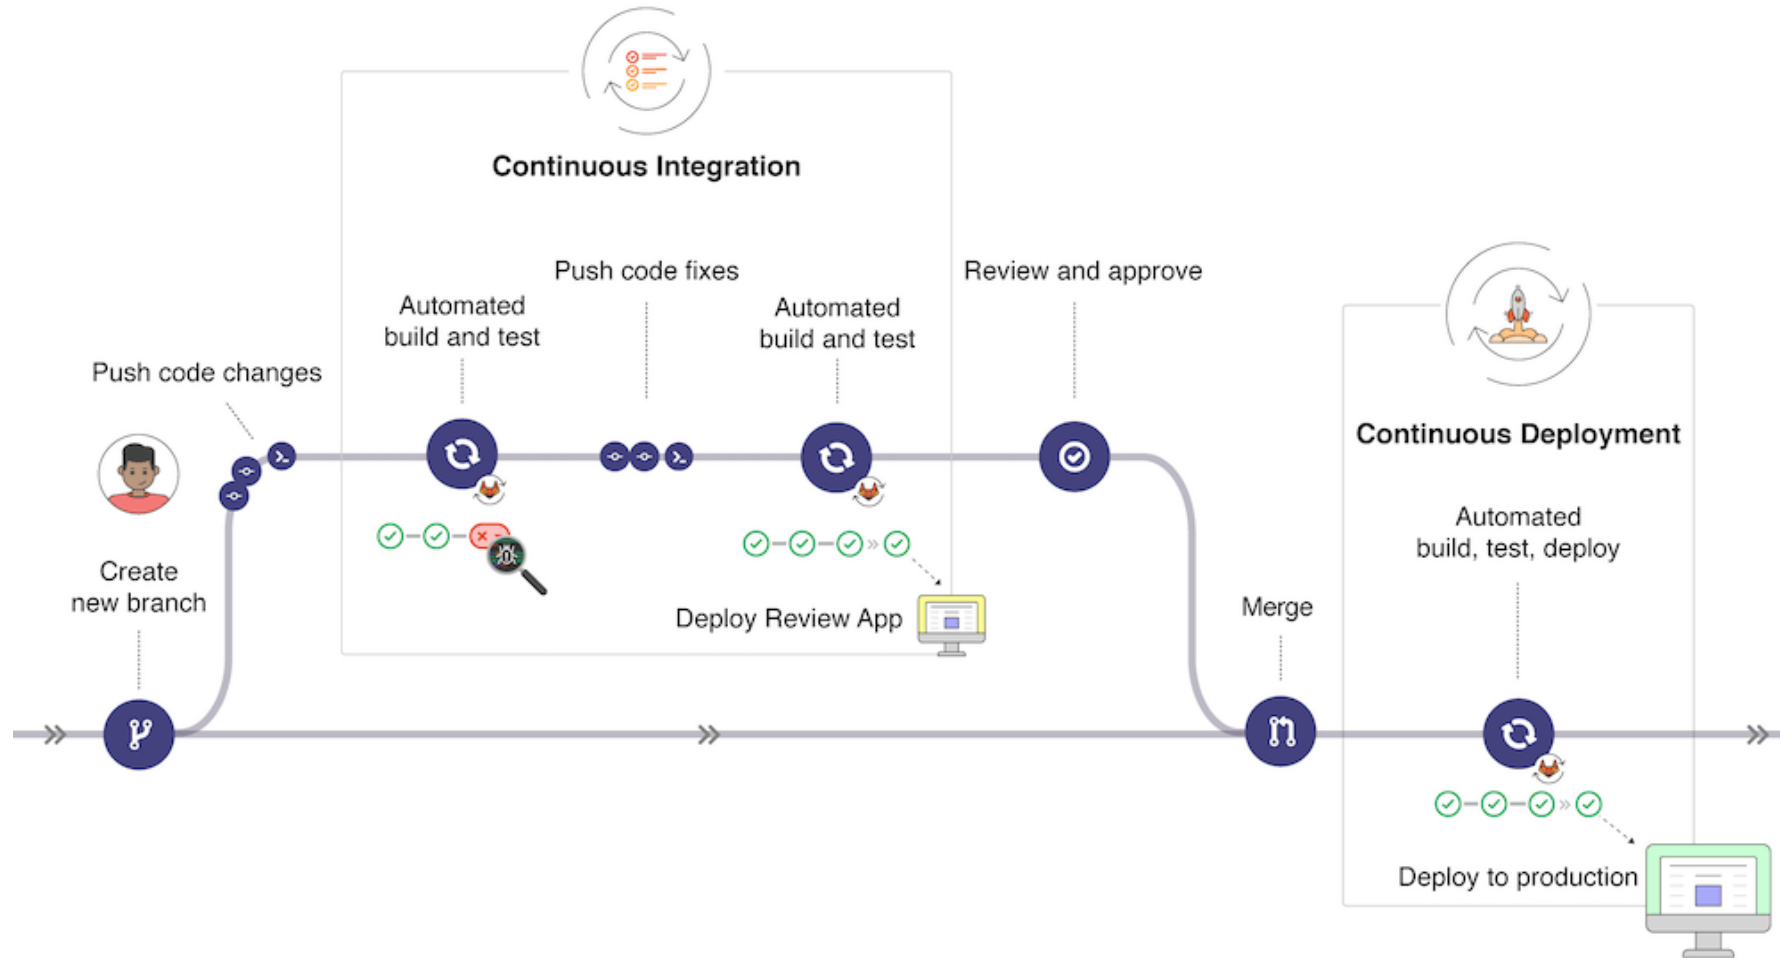 Continuous Integration
Push code fixes
Review and approve
Automated
build and test
Automated
build and test
Push code changes
Continuous Deployment
Automated
build, test, deploy
Create
new branch
Deploy Review App
Merge
Deploy to production